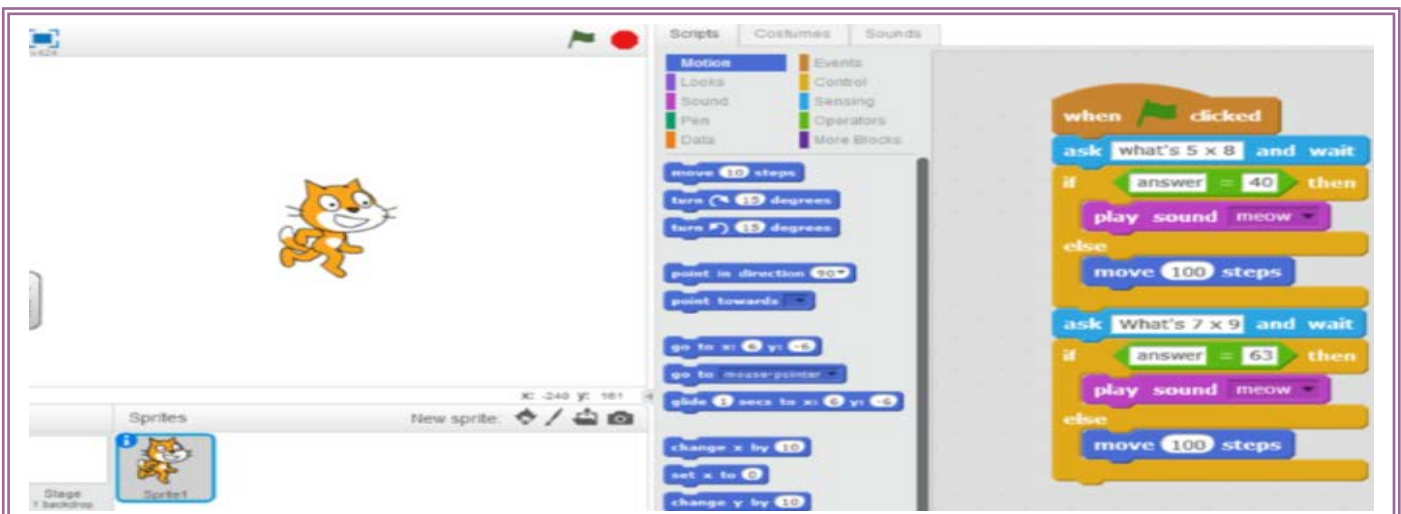 Scripts Costumes Sounds
Motion Events
Looks Control
Sound Sensing
Pen Operators
Data More Blocks
move 10 steps
turn 15 degrees
turn 15 degrees
point in direction 90
point towards
go to x: 6 y: -6
go to mouse-pointer
glide 1 secs to x: 6 y: -6
change x by 10
set x to 0
change y by 10
when clicked
ask what's 5 x 8 and wait
if answer = 40 then
play sound meow
else
move 100 steps
ask What's 7 x 9 and wait
if answer = 63 then
play sound meow
else
move 100 steps
X: -240 y: 161
Sprites New sprite:
Stage
1 backdrop
Sprite1